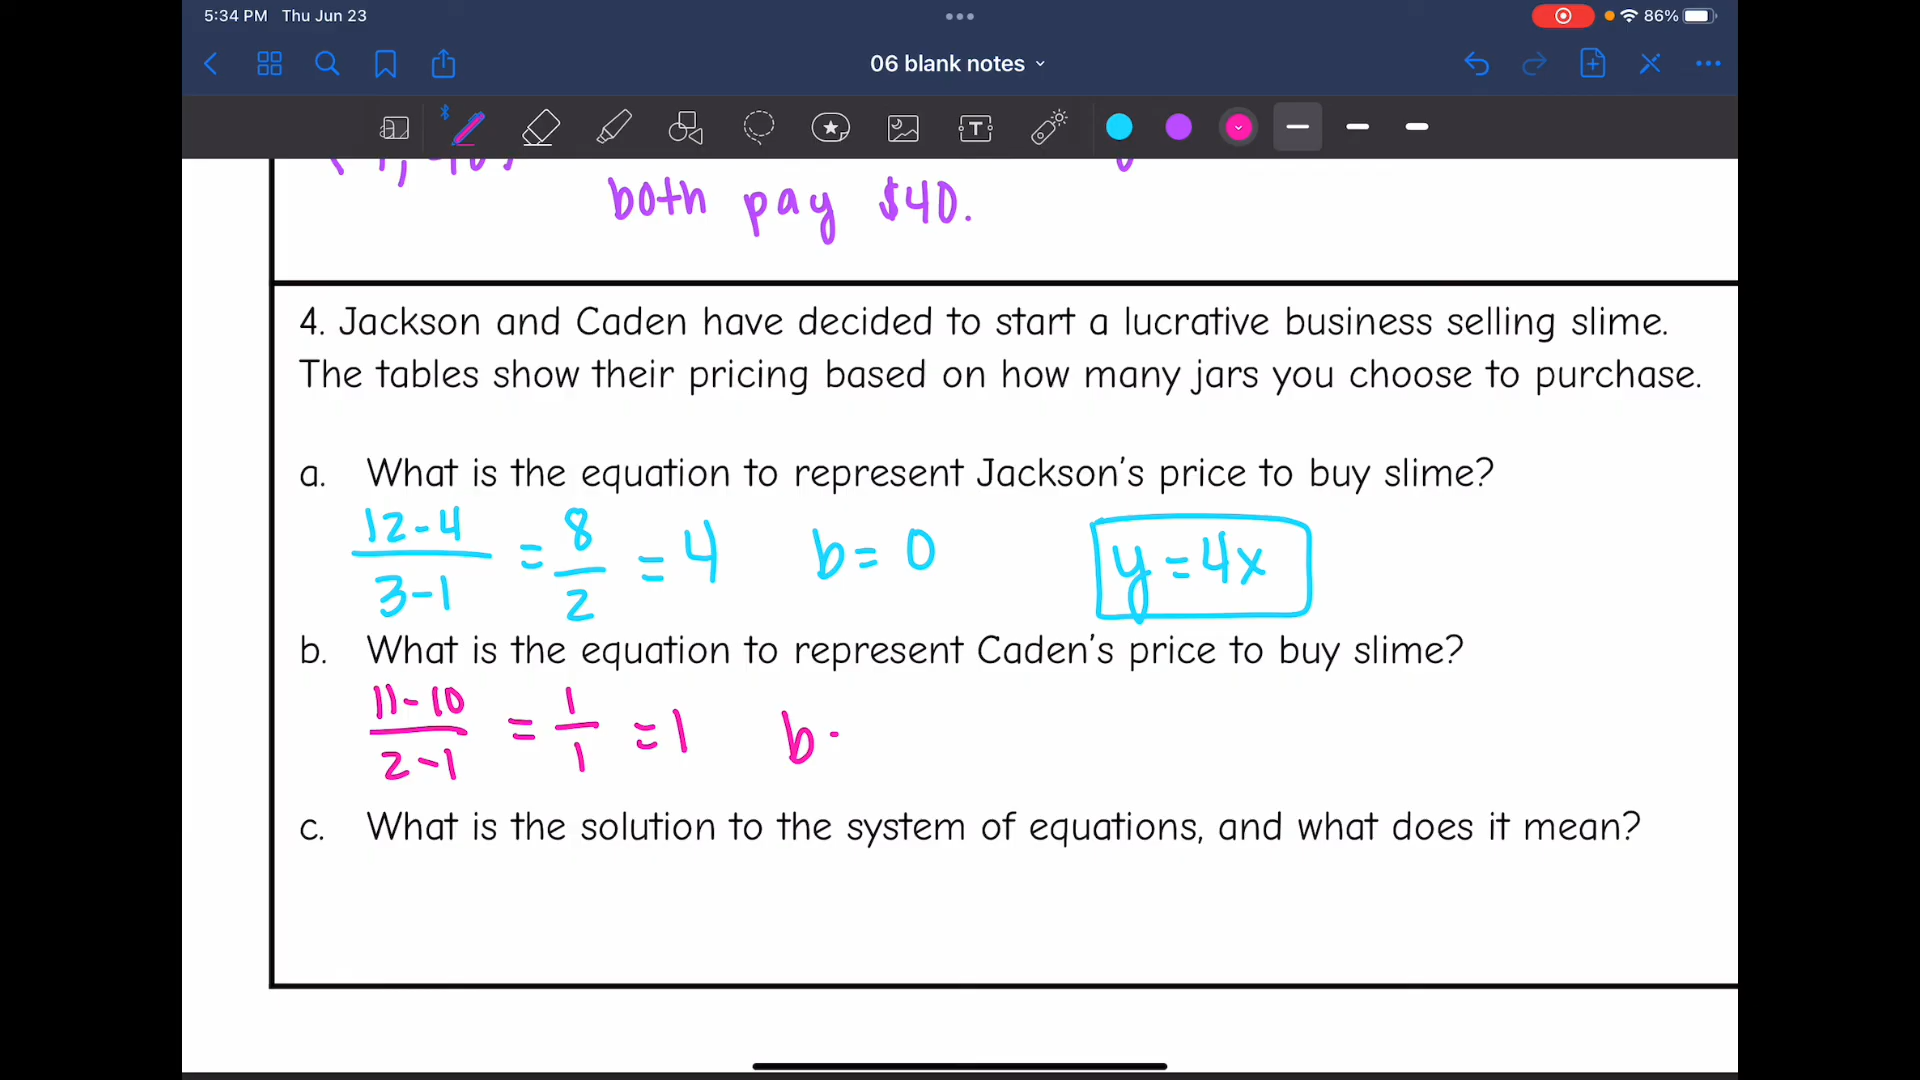 5:34 PM Thu Jun 23
86%
06 blank notes
T
both pay $40.
4. Jackson and Caden have decided to start a lucrative business selling slime.
The tables show their pricing based on how many jars you choose to purchase.
a. What is the equation to represent Jackson's price to buy slime?
12-4
3-1
= 8
2
= 4
b = 0
y = 4x
b. What is the equation to represent Caden's price to buy slime?
11-10
2-1
= 1
1
= 1
b -
c. What is the solution to the system of equations, and what does it mean?